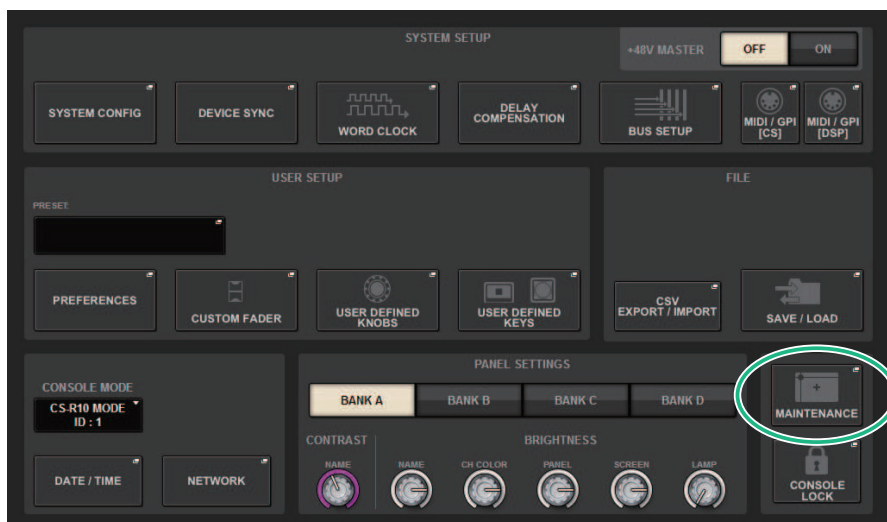 SYSTEM SETUP
+48V MASTER
OFF
ON
SYSTEM CONFIG
DEVICE SYNC
WORD CLOCK
DELAY
COMPENSATION
BUS SETUP
MIDI / GPI
[CS]
MIDI / GPI
[DSP]
USER SETUP
PRESET:
PREFERENCES
CUSTOM FADER
USER DEFINED
KNOBS
USER DEFINED
KEYS
FILE
CSV
EXPORT / IMPORT
SAVE / LOAD
CONSOLE MODE
CS-R10 MODE
ID : 1
DATE / TIME
NETWORK
PANEL SETTINGS
BANK A
BANK B
BANK C
BANK D
CONTRAST
BRIGHTNESS
NAME
NAME
CH COLOR
PANEL
SCREEN
LAMP
MAINTENANCE
CONSOLE
LOCK